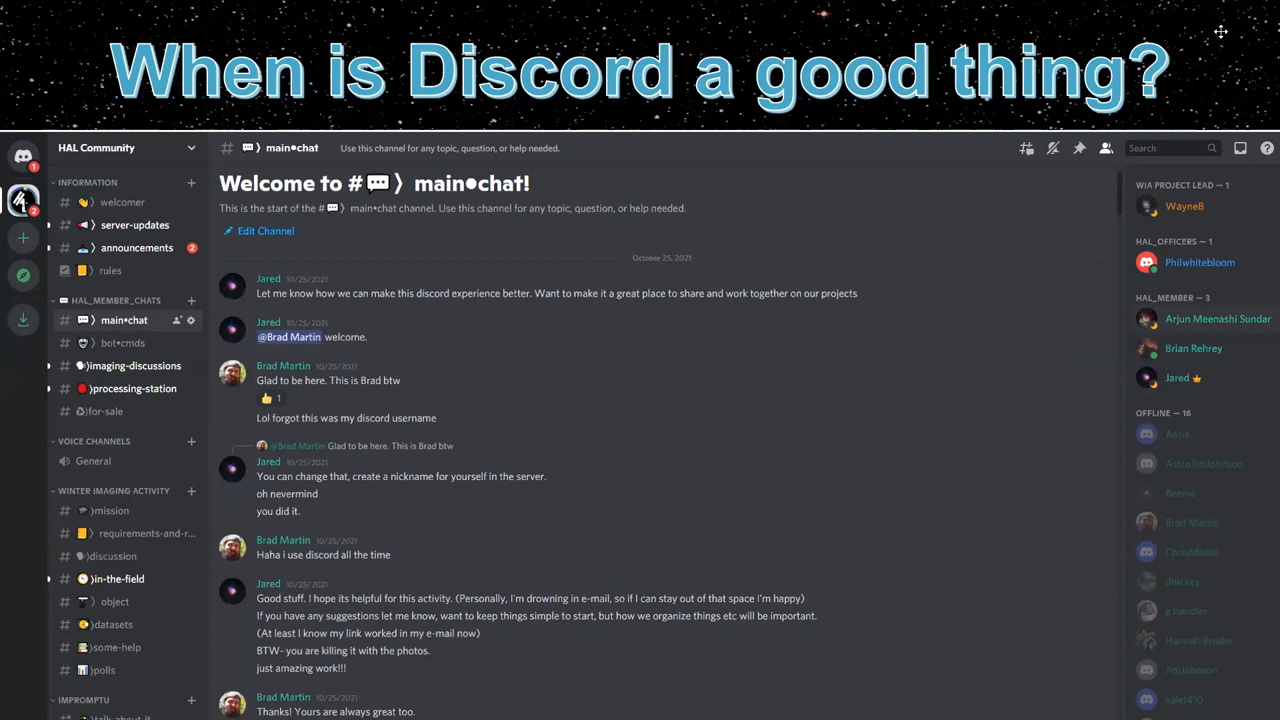 When is Discord a good thing?
1
2
HAL Community
INFORMATION
welcome
server-updates
announcements
2
rules
HAL_MEMBER_CHATS
main•chat
bot•cmds
imaging-discussions
processing-station
for-sale
VOICE CHANNELS
General
WINTER IMAGING ACTIVITY
mission
requirements-and-r...
discussion
in-the-field
object
datasets
some-help
polls
IMPROMPTU
main•chat
Use this channel for any topic, question, or help needed.
Search
Welcome to # main•chat!
This is the start of the # main•chat channel. Use this channel for any topic, question, or help needed.
Edit Channel
October 25, 2021
Jared 10/25/2021
Let me know how we can make this discord experience better. Want to make it a great place to share and work together on our projects
Jared 10/25/2021
@Brad Martin welcome.
Brad Martin 10/25/2021
Glad to be here. This is Brad btw
1
Lol forgot this was my discord username
@Brad Martin Glad to be here. This is Brad btw
Jared 10/25/2021
You can change that, create a nickname for yourself in the server.
oh nevermind
you did it.
Brad Martin 10/25/2021
Haha i use discord all the time
Jared 10/25/2021
Good stuff. I hope its helpful for this activity. (Personally, I'm drowning in e-mail, so if I can stay out of that space I'm happy)
If you have any suggestions let me know, want to keep things simple to start, but how we organize things etc will be important.
(At least I know my link worked in my e-mail now)
BTW- you are killing it with the photos.
just amazing work!!!
Brad Martin 10/25/2021
Thanks! Yours are always great too.
WIA PROJECT LEAD — 1
WayneB
HAL_OFFICERS — 1
Philwhitebloom
HAL_MEMBER — 3
Arjun Meenashi Sundar
Brian Rehrey
Jared
OFFLINE — 16
AstroJimJohnson
Bennie
Brad Martin
ChrisMiskie
dhickey
g.handler
JimJohnson
kalel410